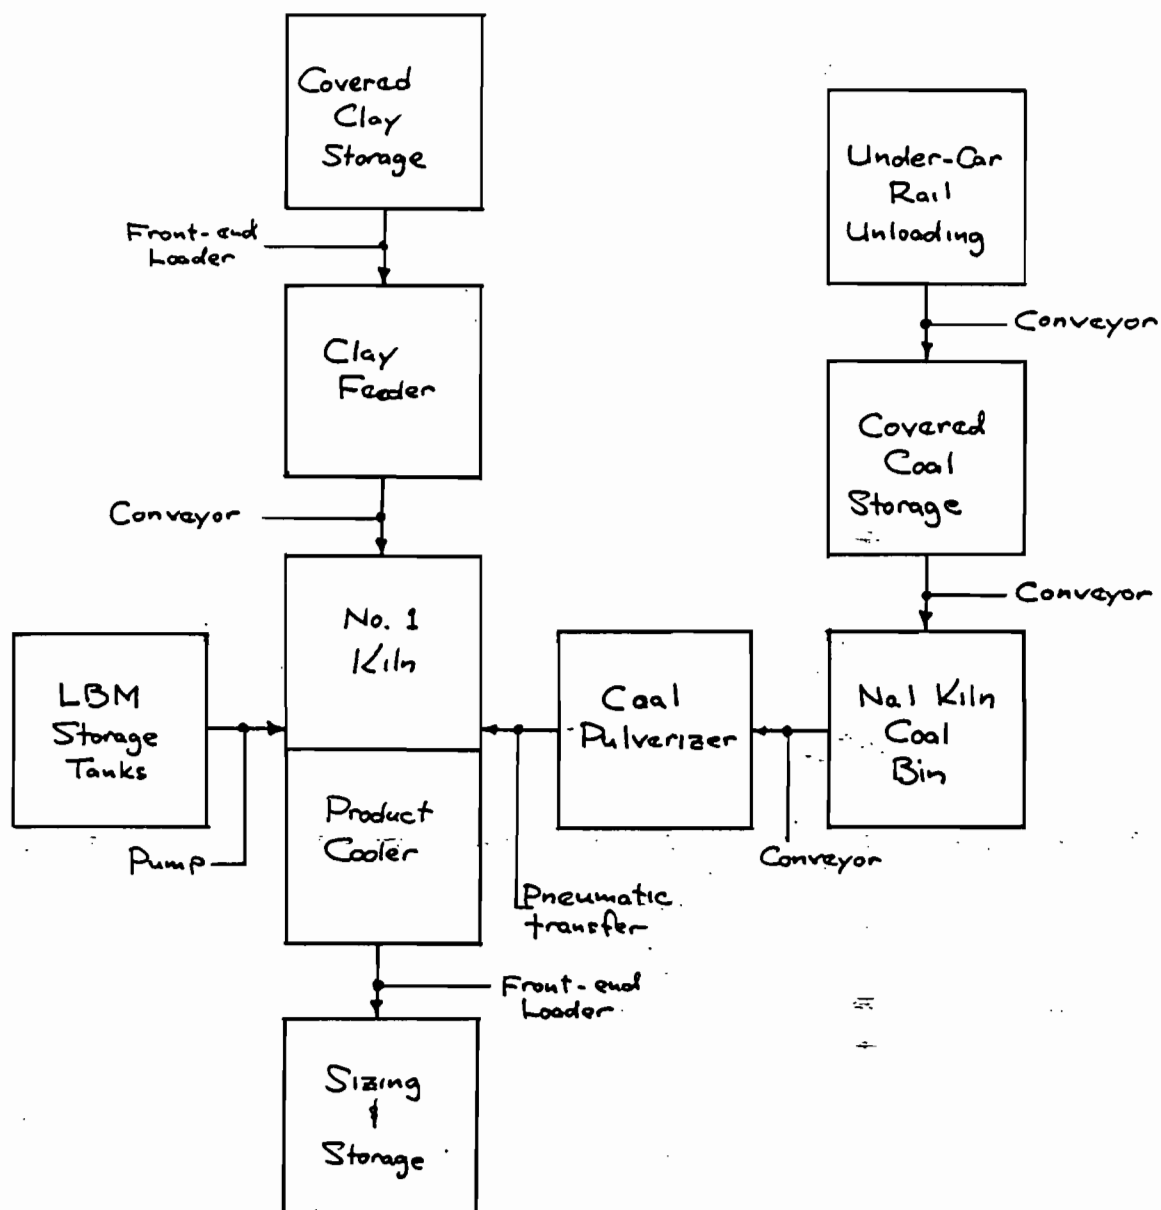 Covered
Clay
Storage
Front-end
Loader
Clay
Feeder
Conveyor
No. 1
Kiln
LBM
Storage
Tanks
Pump
Product
Cooler
Front-end
Loader
Sizing
&
Storage
Under-Car
Rail
Unloading
Conveyor
Covered
Coal
Storage
Conveyor
No.1 Kiln
Coal
Bin
Conveyor
Coal
Pulverizer
Pneumatic
transfer